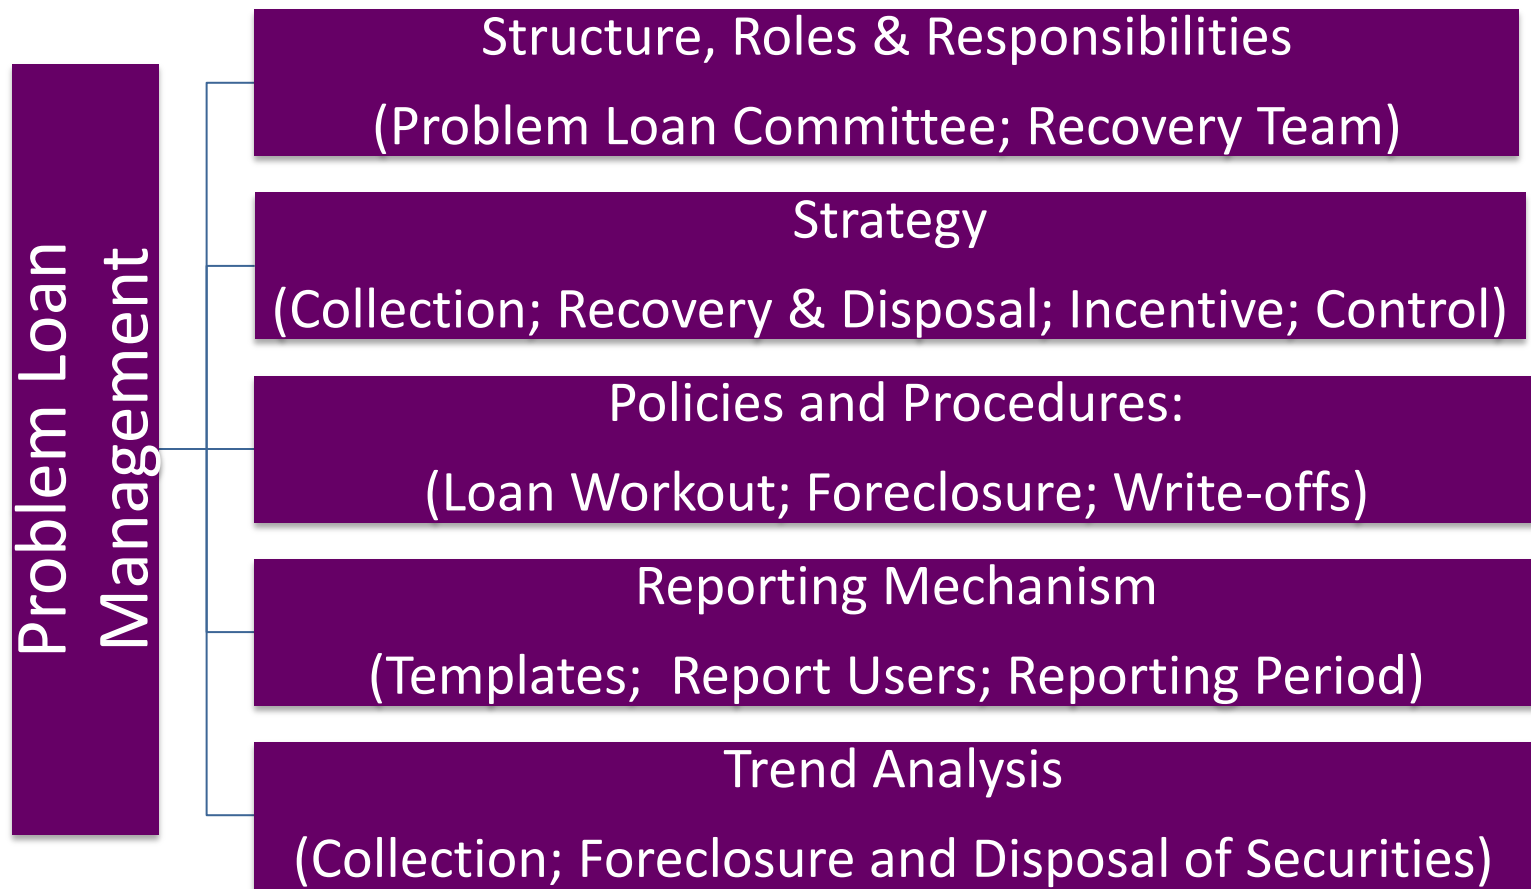 Problem Loan
Management
Structure, Roles & Responsibilities
(Problem Loan Committee; Recovery Team)
Strategy
(Collection; Recovery & Disposal; Incentive; Control)
Policies and Procedures:
(Loan Workout; Foreclosure; Write-offs)
Reporting Mechanism
(Templates;  Report Users; Reporting Period)
Trend Analysis
(Collection; Foreclosure and Disposal of Securities)